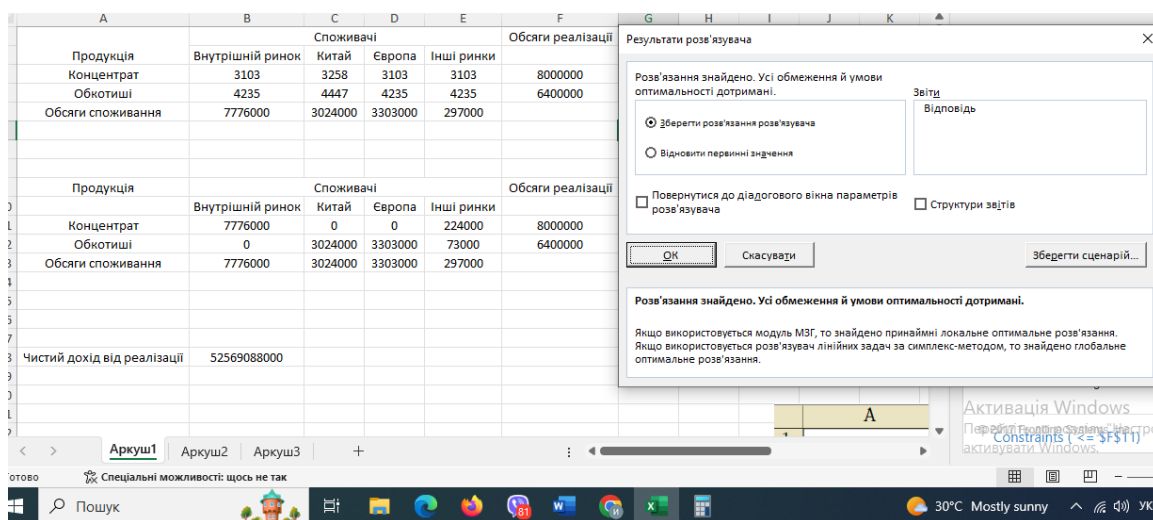 A B C D E F G H I J K
Споживачі Обсяги реалізації
Продукція Внутрішній ринок Китай Європа Інші ринки
Концентрат 3103 3258 3103 3103 8000000
Обкотиші 4235 4447 4235 4235 6400000
Обсяги споживання 7776000 3024000 3303000 297000
Продукція Споживачі Обсяги реалізації
Внутрішній ринок Китай Європа Інші ринки
Концентрат 7776000 0 0 224000 8000000
Обкотиші 0 3024000 3303000 73000 6400000
Обсяги споживання 7776000 3024000 3303000 297000
Чистий дохід від реалізації 52569088000
Результати розв'язувача
Розв'язання знайдено. Усі обмеження й умови
оптимальності дотримані.
Звіти
Зберегти розв'язання розв'язувача
Відновити первинні значення
Відповідь
Повернутися до діалогового вікна параметрів
розв'язувача
Структури звітів
ОК Скасувати Зберегти сценарій...
Розв'язання знайдено. Усі обмеження й умови оптимальності дотримані.
Якщо використовується модуль МЗГ, то знайдено принаймні локальне оптимальне розв'язання.
Якщо використовується розв'язувач лінійних задач за симплекс-методом, то знайдено глобальне
оптимальне розв'язання.
A
Активація Windows
Constraints ( <= $F$11)
активувати Windows.
Аркуш1 Аркуш2 Аркуш3 +
отово Спеціальні можливості: щось не так
Пошук 81 30°C Mostly sunny УК